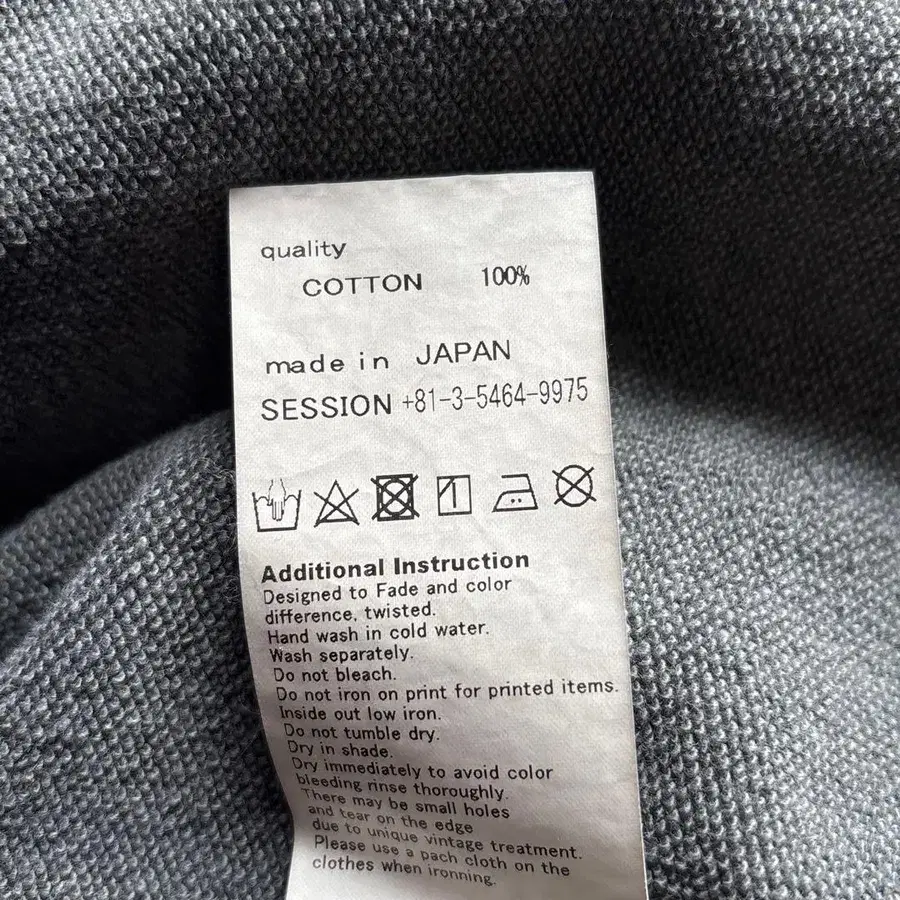 quality
COTTON 100%
made in JAPAN
SESSION +81-3-5464-9975
Additional Instruction
Designed to Fade and color
difference, twisted.
Hand wash in cold water.
Wash separately.
Do not bleach.
Do not iron on print for printed items.
Inside out low iron.
Do not tumble dry.
Dry in shade.
Dry immediately to avoid color
bleeding rinse thoroughly.
There may be small holes
and tear on the edge
due to unique vintage treatment.
Please use a pach cloth on the
clothes when ironning.